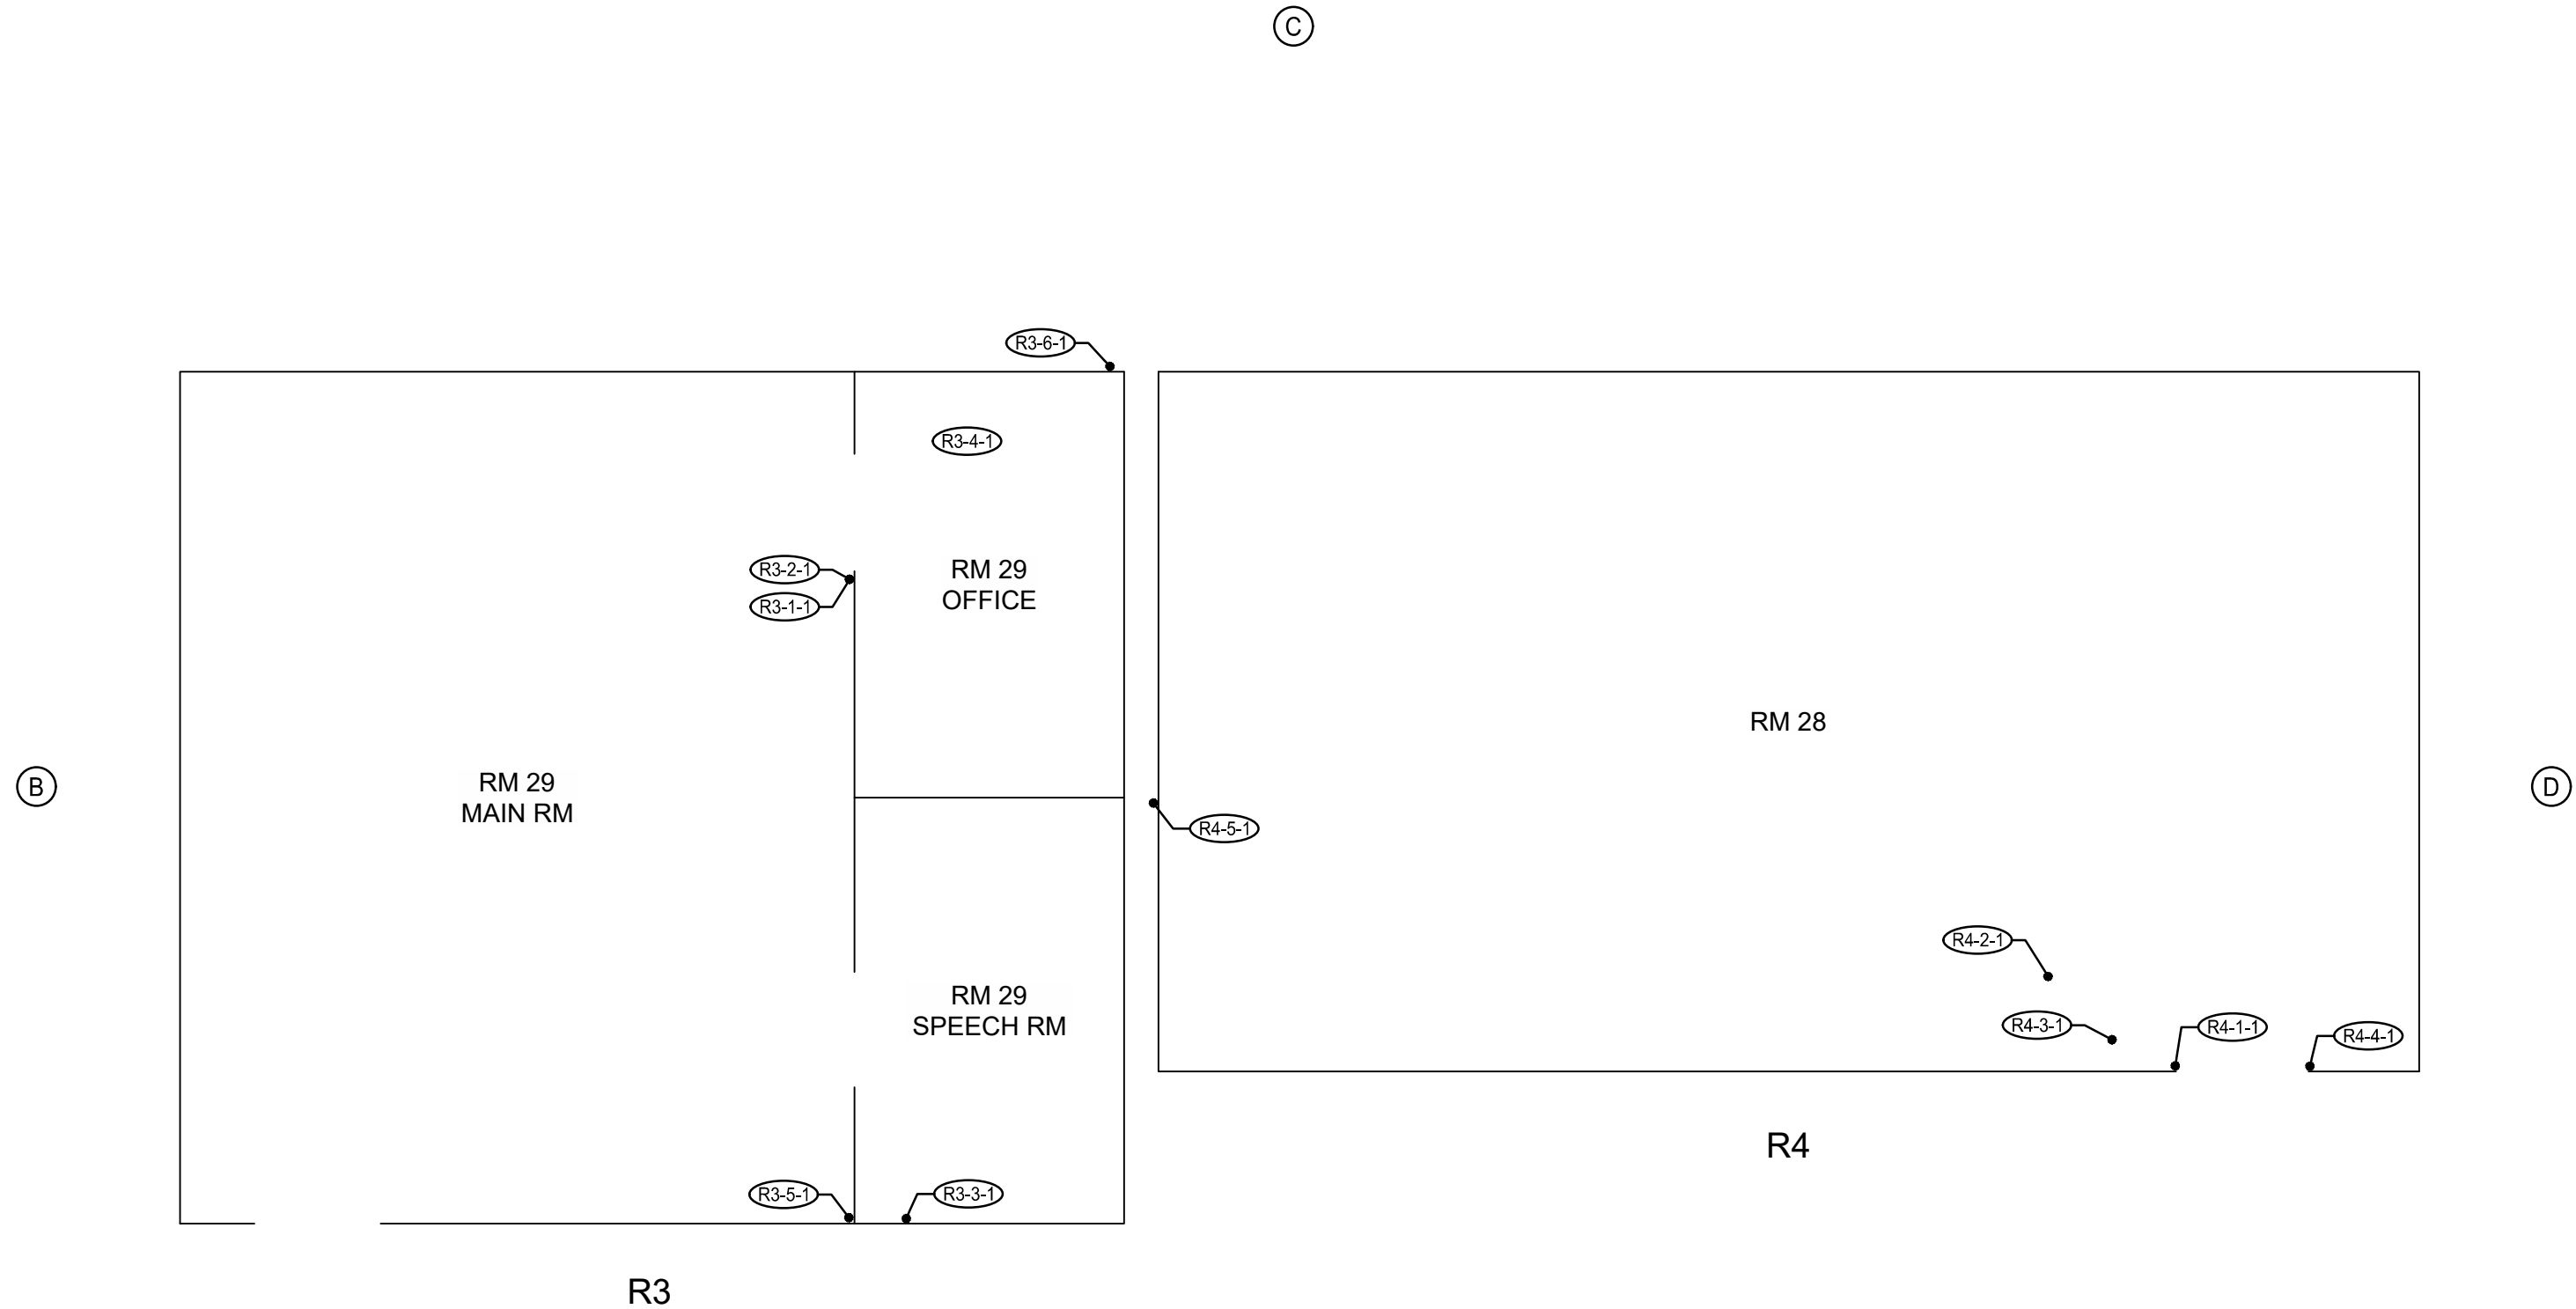 C
R3-6-1
R3-4-1
R3-2-1
R3-1-1
RM 29
OFFICE
RM 28
B
RM 29
MAIN RM
D
R4-5-1
R4-2-1
RM 29
SPEECH RM
R4-3-1
R4-1-1
R4-4-1
R4
R3-5-1
R3-3-1
R3